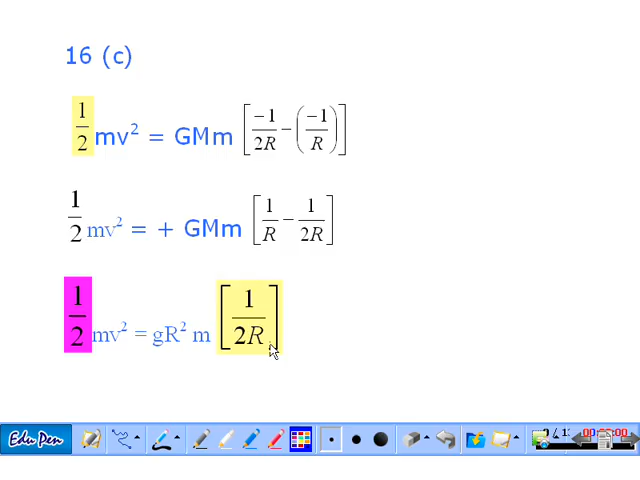 16 (c)
1/2 mv² = GMm [-1/2R - (-1/R)]
1/2 mv² = + GMm [1/R - 1/2R]
1/2 mv² = gR² m [1/2R]
Edu Pen